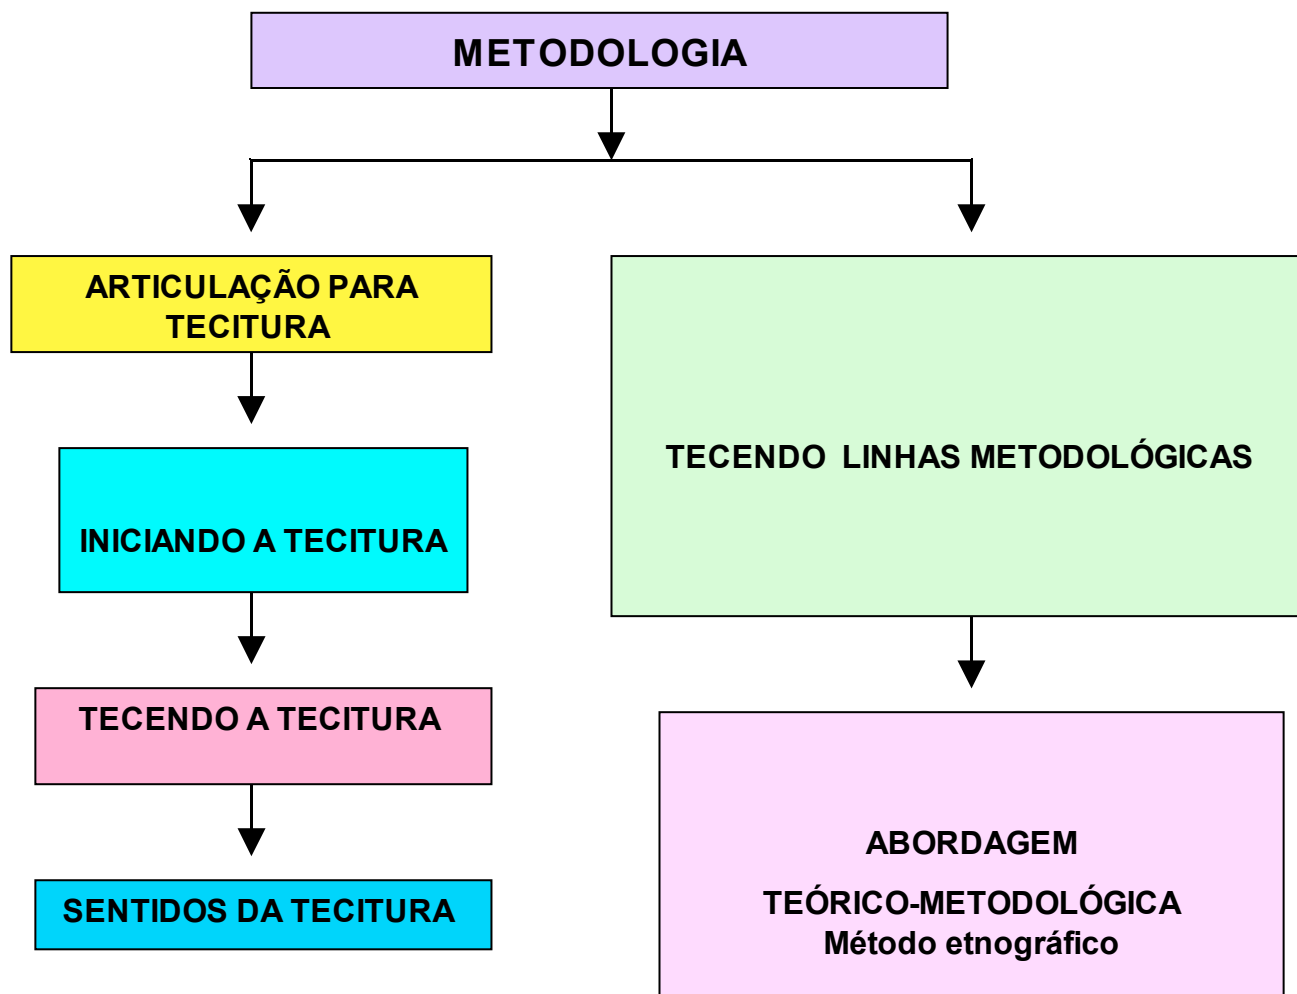 METODOLOGIA
ARTICULAÇÃO PARA
TECITURA
INICIANDO A TECITURA
TECENDO A TECITURA
SENTIDOS DA TECITURA
TECENDO LINHAS METODOLÓGICAS
ABORDAGEM
TEÓRICO-METODOLÓGICA
Método etnográfico